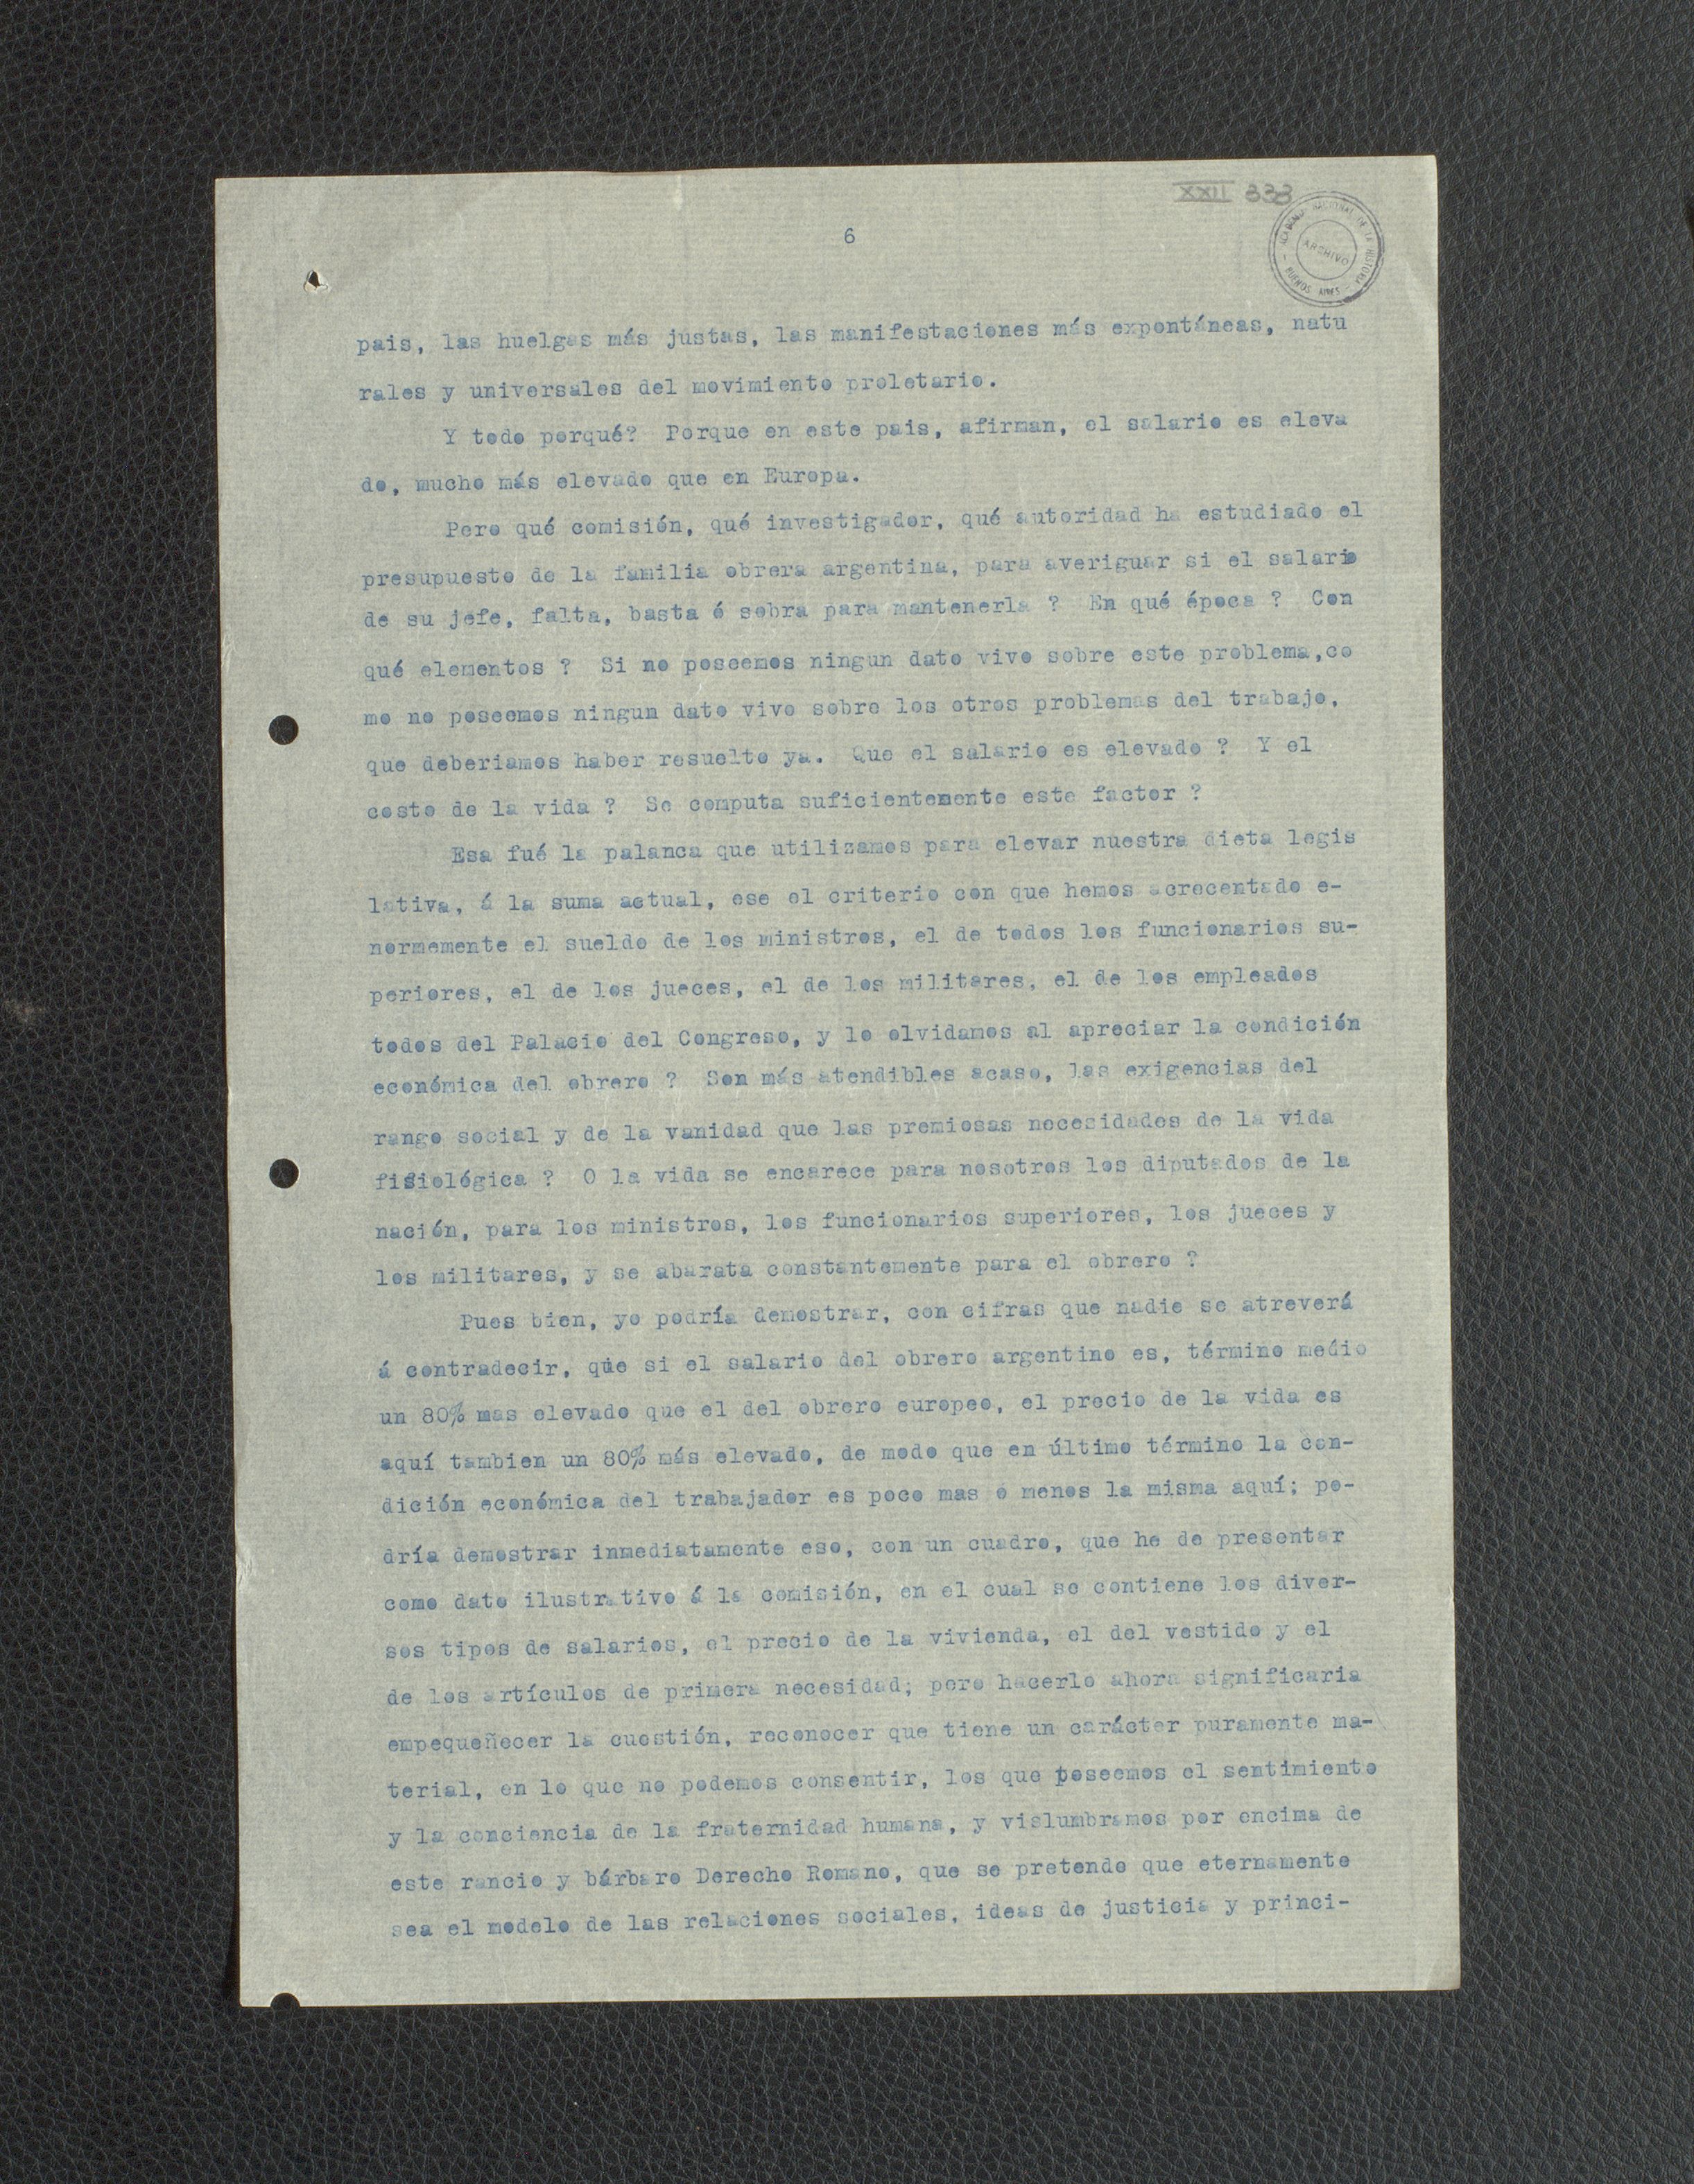 XXII 333
ACADEMIA NACIONAL DE LA HISTORIA - BUENOS AIRES -
ARCHIVO
6
pais, las huelgas más justas, las manifestaciones más expontáneas, natu
rales y universales del movimiento proletario.
Y todo porqué? Porque en este pais, afirman, el salario es eleva
do, mucho más elevado que en Europa.
Pero qué comisión, qué investigador, qué autoridad ha estudiado el
presupuesto de la familia obrera argentina, para averiguar si el salario
de su jefe, falta, basta ó sobra para mantenerla ? En qué época ? Con
qué elementos ? Si no poseemos ningun dato vivo sobre este problema,co
mo no poseemos ningun dato vivo sobre los otros problemas del trabajo,
que deberiamos haber resuelto ya. Que el salario es elevado ? Y el
costo de la vida ? Se computa suficientemente este factor ?
Esa fué la palanca que utilizamos para elevar nuestra dieta legis
lativa, á la suma actual, ese el criterio con que hemos acrecentado e-
normemente el sueldo de los ministros, el de todos los funcionarios su-
periores, el de los jueces, el de los militares, el de los empleados
todos del Palacio del Congreso, y lo olvidamos al apreciar la condición
económica del obrero ? Son más atendibles acaso, las exigencias del
rango social y de la vanidad que las premiosas necesidades de la vida
fisiológica ? O la vida se encarece para nosotros los diputados de la
nación, para los ministros, los funcionarios superiores, los jueces y
los militares, y se abarata constantemente para el obrero ?
Pues bien, yo podría demostrar, con cifras que nadie se atreverá
á contradecir, que si el salario del obrero argentino es, término medio
un 80% mas elevado que el del obrero europeo, el precio de la vida es
aquí tambien un 80% más elevado, de modo que en último término la con-
dición económica del trabajador es poco mas ó menos la misma aquí; po-
dría demostrar inmediatamente eso, con un cuadro, que he de presentar
como dato ilustrativo á la comisión, en el cual se contiene los diver-
sos tipos de salarios, el precio de la vivienda, el del vestido y el
de los artículos de primera necesidad; pero hacerlo ahora significaria
empequeñecer la cuestión, reconocer que tiene un carácter puramente ma-
terial, en lo que no podemos consentir, los que poseemos el sentimiento
y la conciencia de la fraternidad humana, y vislumbramos por encima de
este rancio y bárbaro Derecho Romano, que se pretende que eternamente
sea el modelo de las relaciones sociales, ideas de justicia y princi-